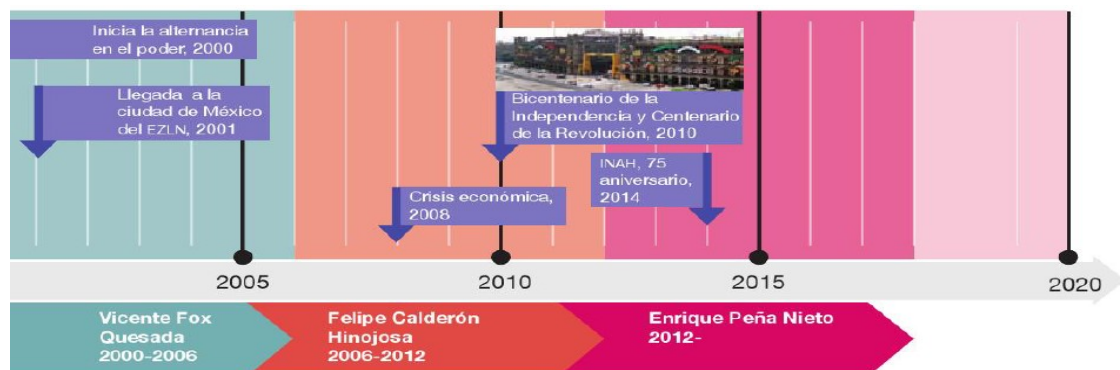 Inicia la alternancia
en el poder, 2000
Llegada a la
ciudad de México
del EZLN, 2001
Bicentenario de la
Independencia y Centenario
de la Revolución, 2010
INAH, 75
aniversario,
2014
Crisis económica,
2008
2005
2010
2015
2020
Vicente Fox
Quesada
2000-2006
Felipe Calderón
Hinojosa
2006-2012
Enrique Peña Nieto
2012-